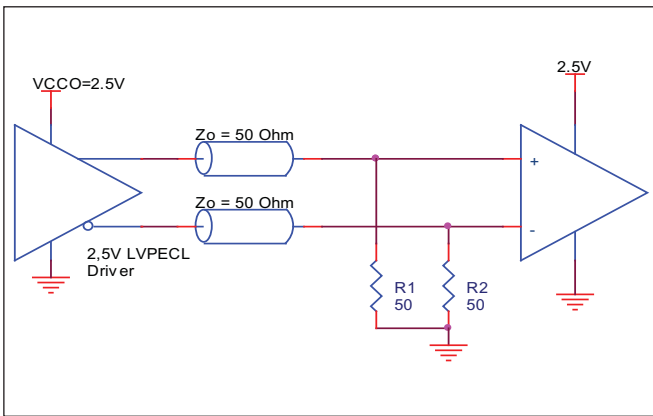 VCCO=2.5V
2.5V
Zo = 50 Ohm
+
Zo = 50 Ohm
-
2,5V LVPECL
Driver
R1
50
R2
50